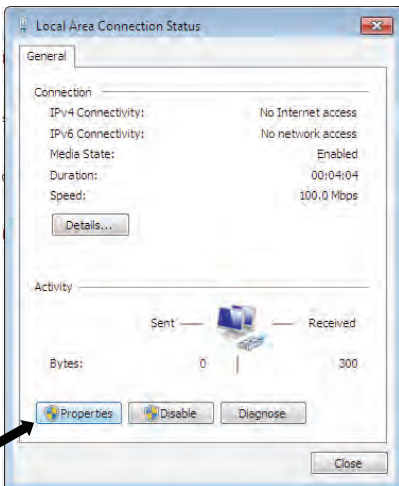 Local Area Connection Status
General
Connection
IPv4 Connectivity: No Internet access
IPv6 Connectivity: No network access
Media State: Enabled
Duration: 00:04:04
Speed: 100.0 Mbps
Details...
Activity
Sent Received
Bytes: 0 300
Properties Disable Diagnose
Close